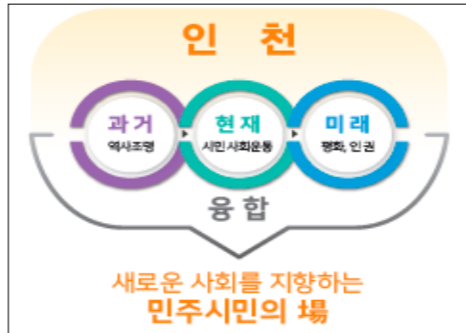 인 천
과거
역사조명
현재
시민 사회운동
미래
평화, 인권
융합
새로운 사회를 지향하는
민주시민의 場